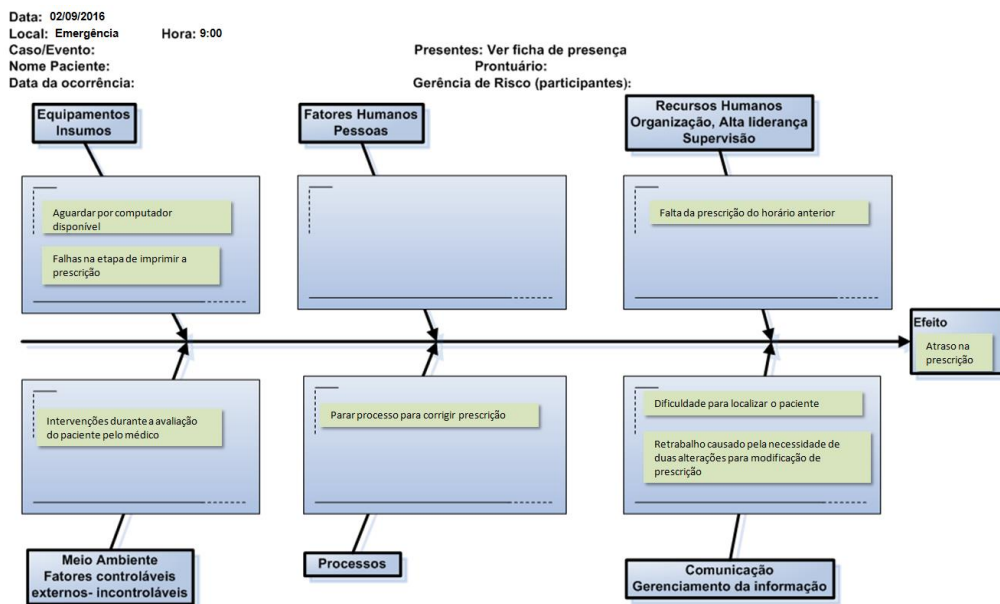 Data: 02/09/2016
Local: Emergência Hora: 9:00
Caso/Evento: Presentes: Ver ficha de presença
Nome Paciente: Prontuário:
Data da ocorrência: Gerência de Risco (participantes):
Equipamentos
Insumos
Fatores Humanos
Pessoas
Recursos Humanos
Organização, Alta liderança
Supervisão
Aguardar por computador
disponível
Falhas na etapa de imprimir a
prescrição
Falta da prescrição do horário anterior
Efeito
Atraso na
prescrição
Intervenções durante a avaliação
do paciente pelo médico
Parar processo para corrigir prescrição
Dificuldade para localizar o paciente
Retrabalho causado pela necessidade de
duas alterações para modificação de
prescrição
Meio Ambiente
Fatores controláveis
externos- incontroláveis
Processos
Comunicação
Gerenciamento da informação